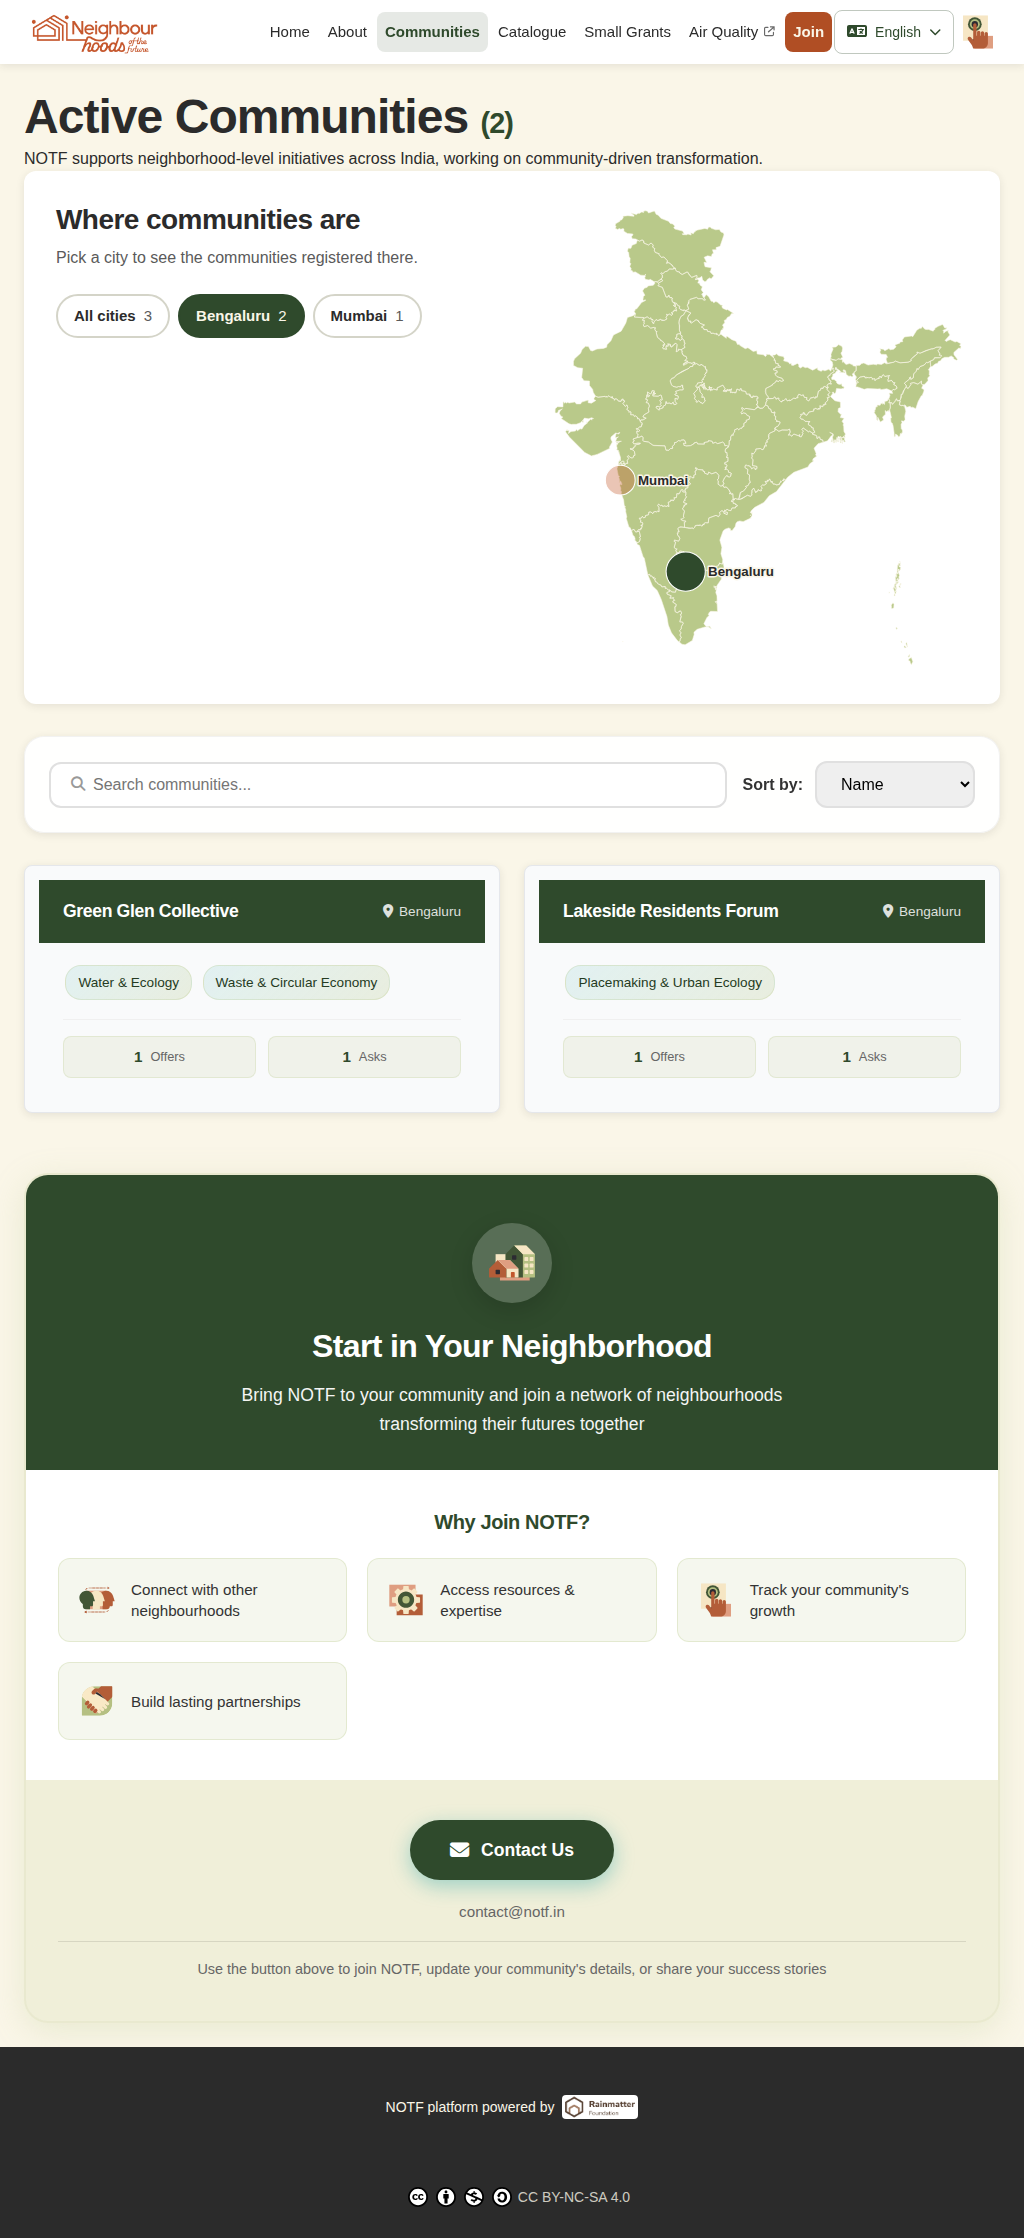 Neighbour
hoods of the future
Home About Communities Catalogue Small Grants Air Quality Join English
Active Communities (2)
NOTF supports neighborhood-level initiatives across India, working on community-driven transformation.
Where communities are
Pick a city to see the communities registered there.
All cities 3 Bengaluru 2 Mumbai 1
Mumbai
Bengaluru
Search communities... Sort by: Name
Green Glen Collective Bengaluru
Water & Ecology Waste & Circular Economy
1 Offers 1 Asks
Lakeside Residents Forum Bengaluru
Placemaking & Urban Ecology
1 Offers 1 Asks
Start in Your Neighborhood
Bring NOTF to your community and join a network of neighbourhoods
transforming their futures together
Why Join NOTF?
Connect with other
neighbourhoods
Access resources &
expertise
Track your community's
growth
Build lasting partnerships
Contact Us
contact@notf.in
Use the button above to join NOTF, update your community's details, or share your success stories
NOTF platform powered by Rainmatter
Foundation
CC BY-NC-SA 4.0